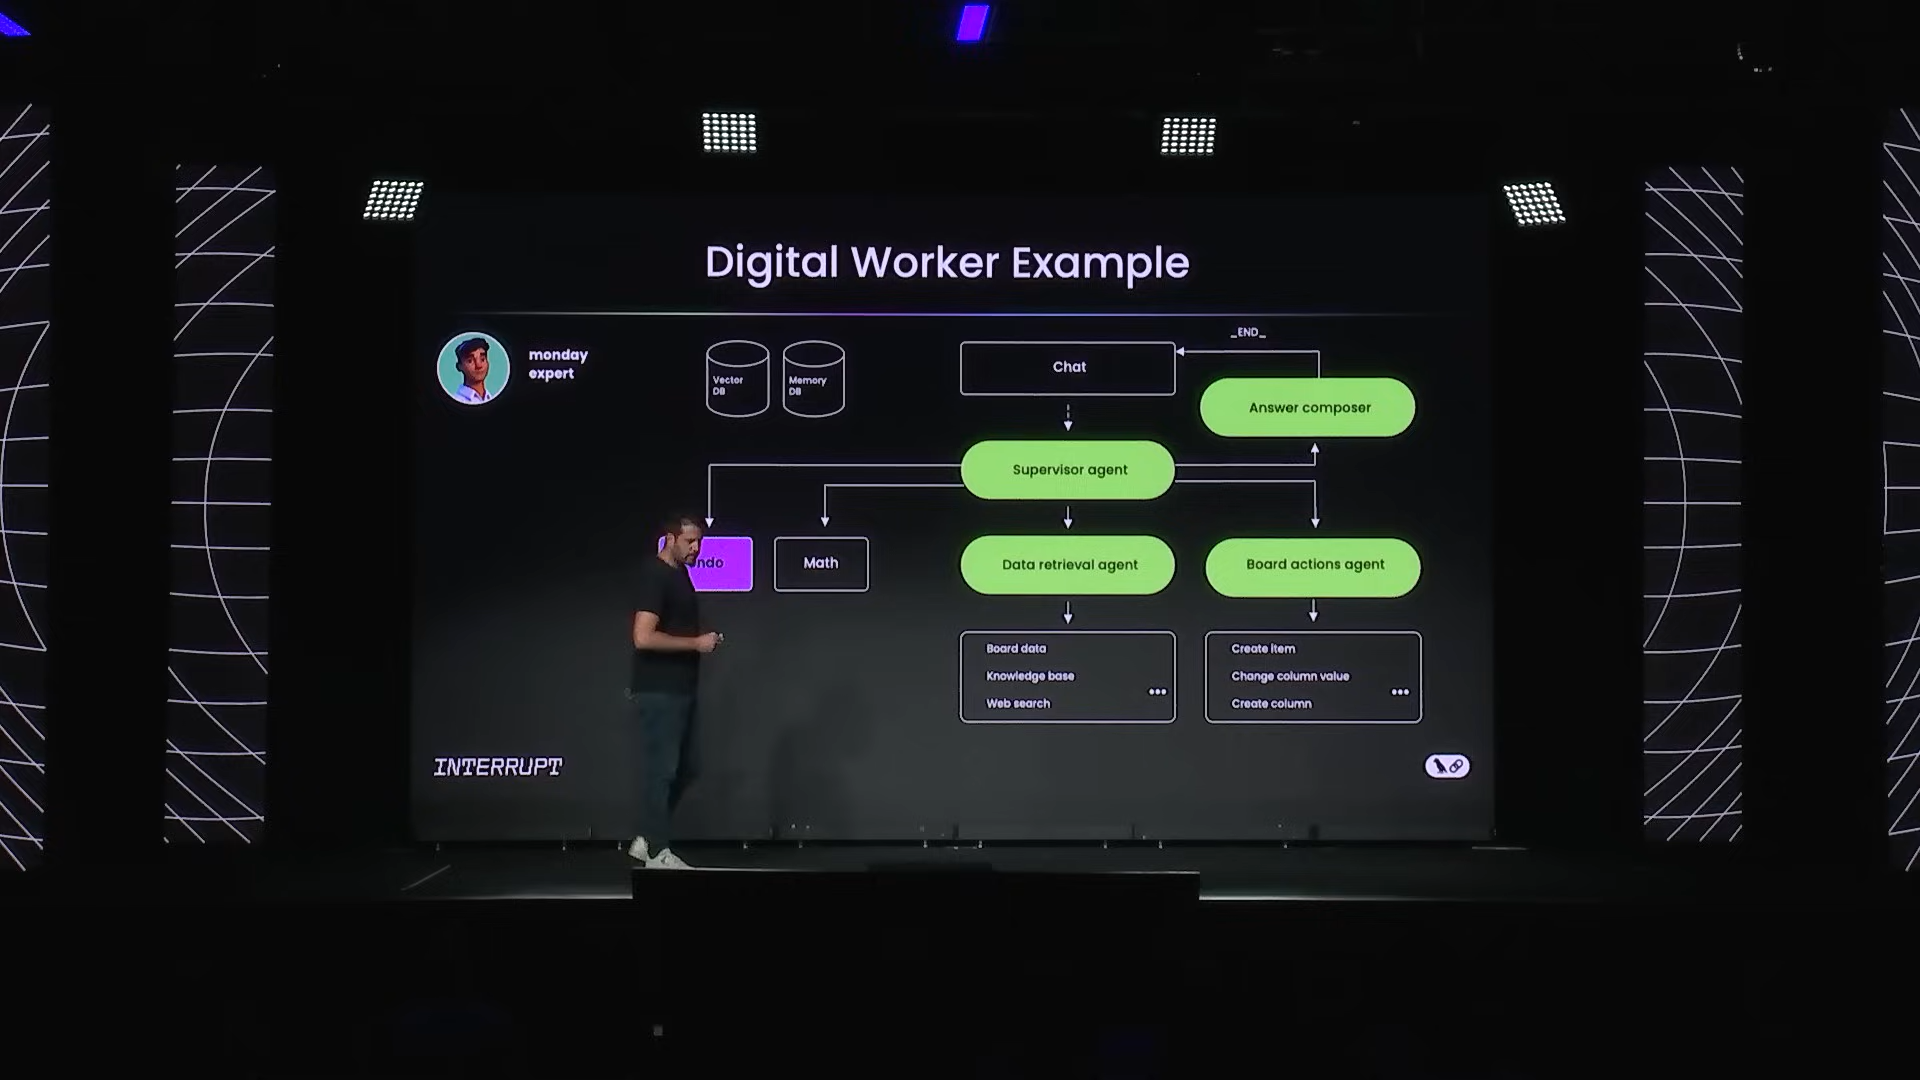 Digital Worker Example
monday
expert
Vector
DB
Memory
DB
Chat
_END_
Answer composer
Supervisor agent
ndo
Math
Data retrieval agent
Board actions agent
Board data
Knowledge base
Web search
Create item
Change column value
Create column
INTERRUPT